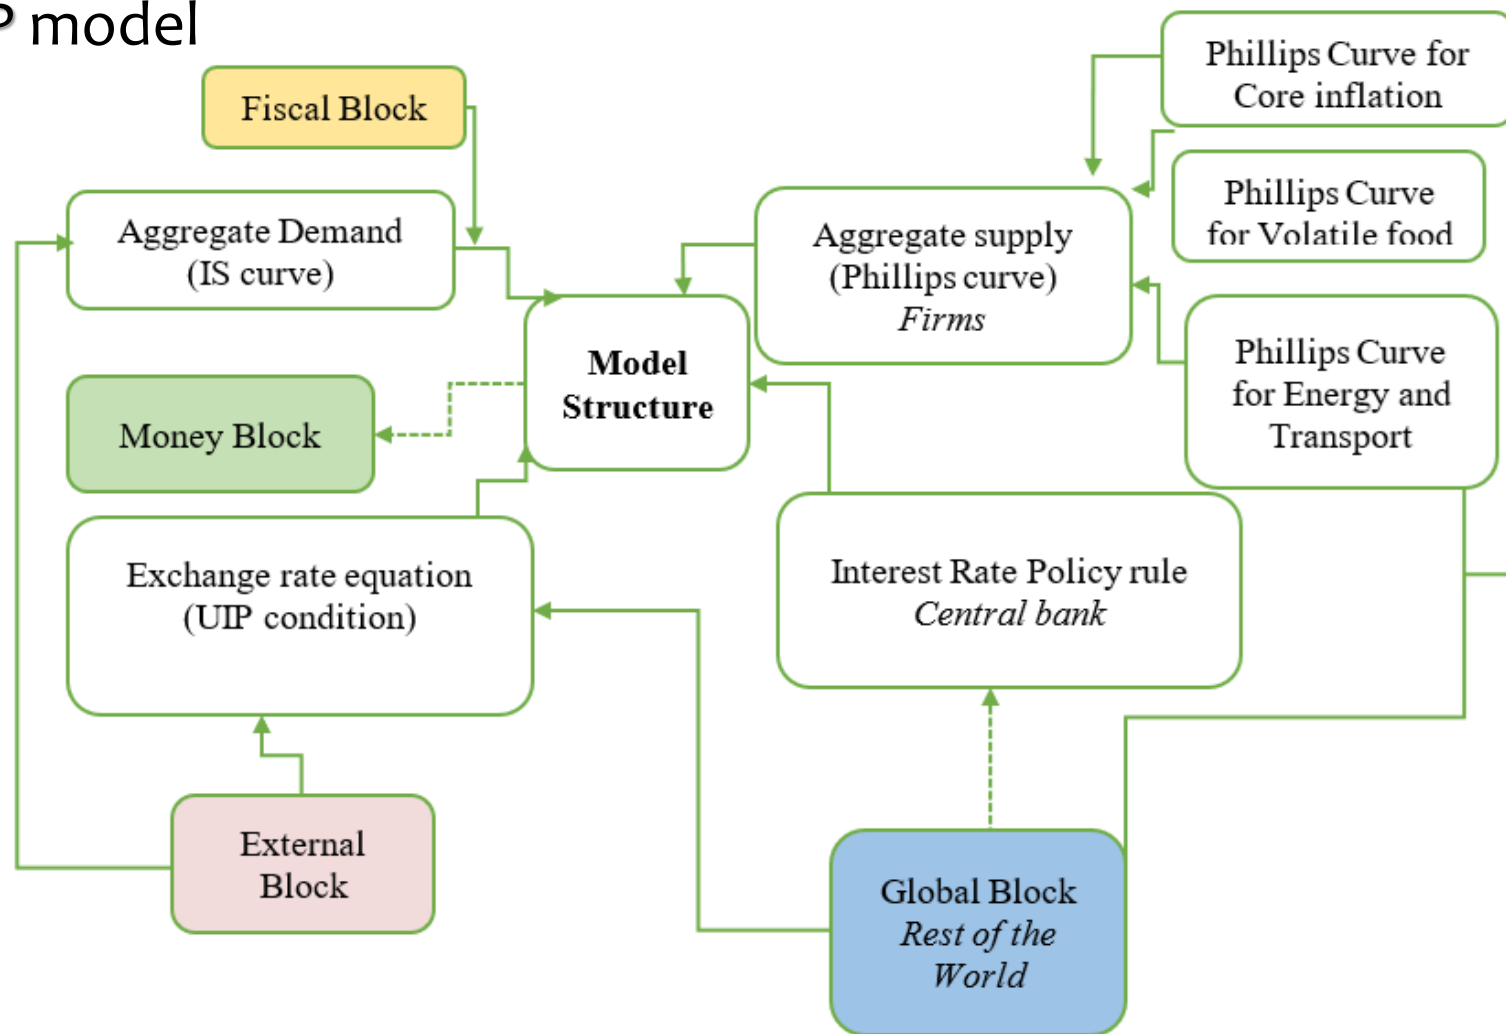 P model
Fiscal Block
Phillips Curve for
Core inflation
Aggregate Demand
(IS curve)
Aggregate supply
(Phillips curve)
Firms
Phillips Curve
for Volatile food
Model
Structure
Phillips Curve
for Energy and
Transport
Money Block
Exchange rate equation
(UIP condition)
Interest Rate Policy rule
Central bank
External
Block
Global Block
Rest of the
World